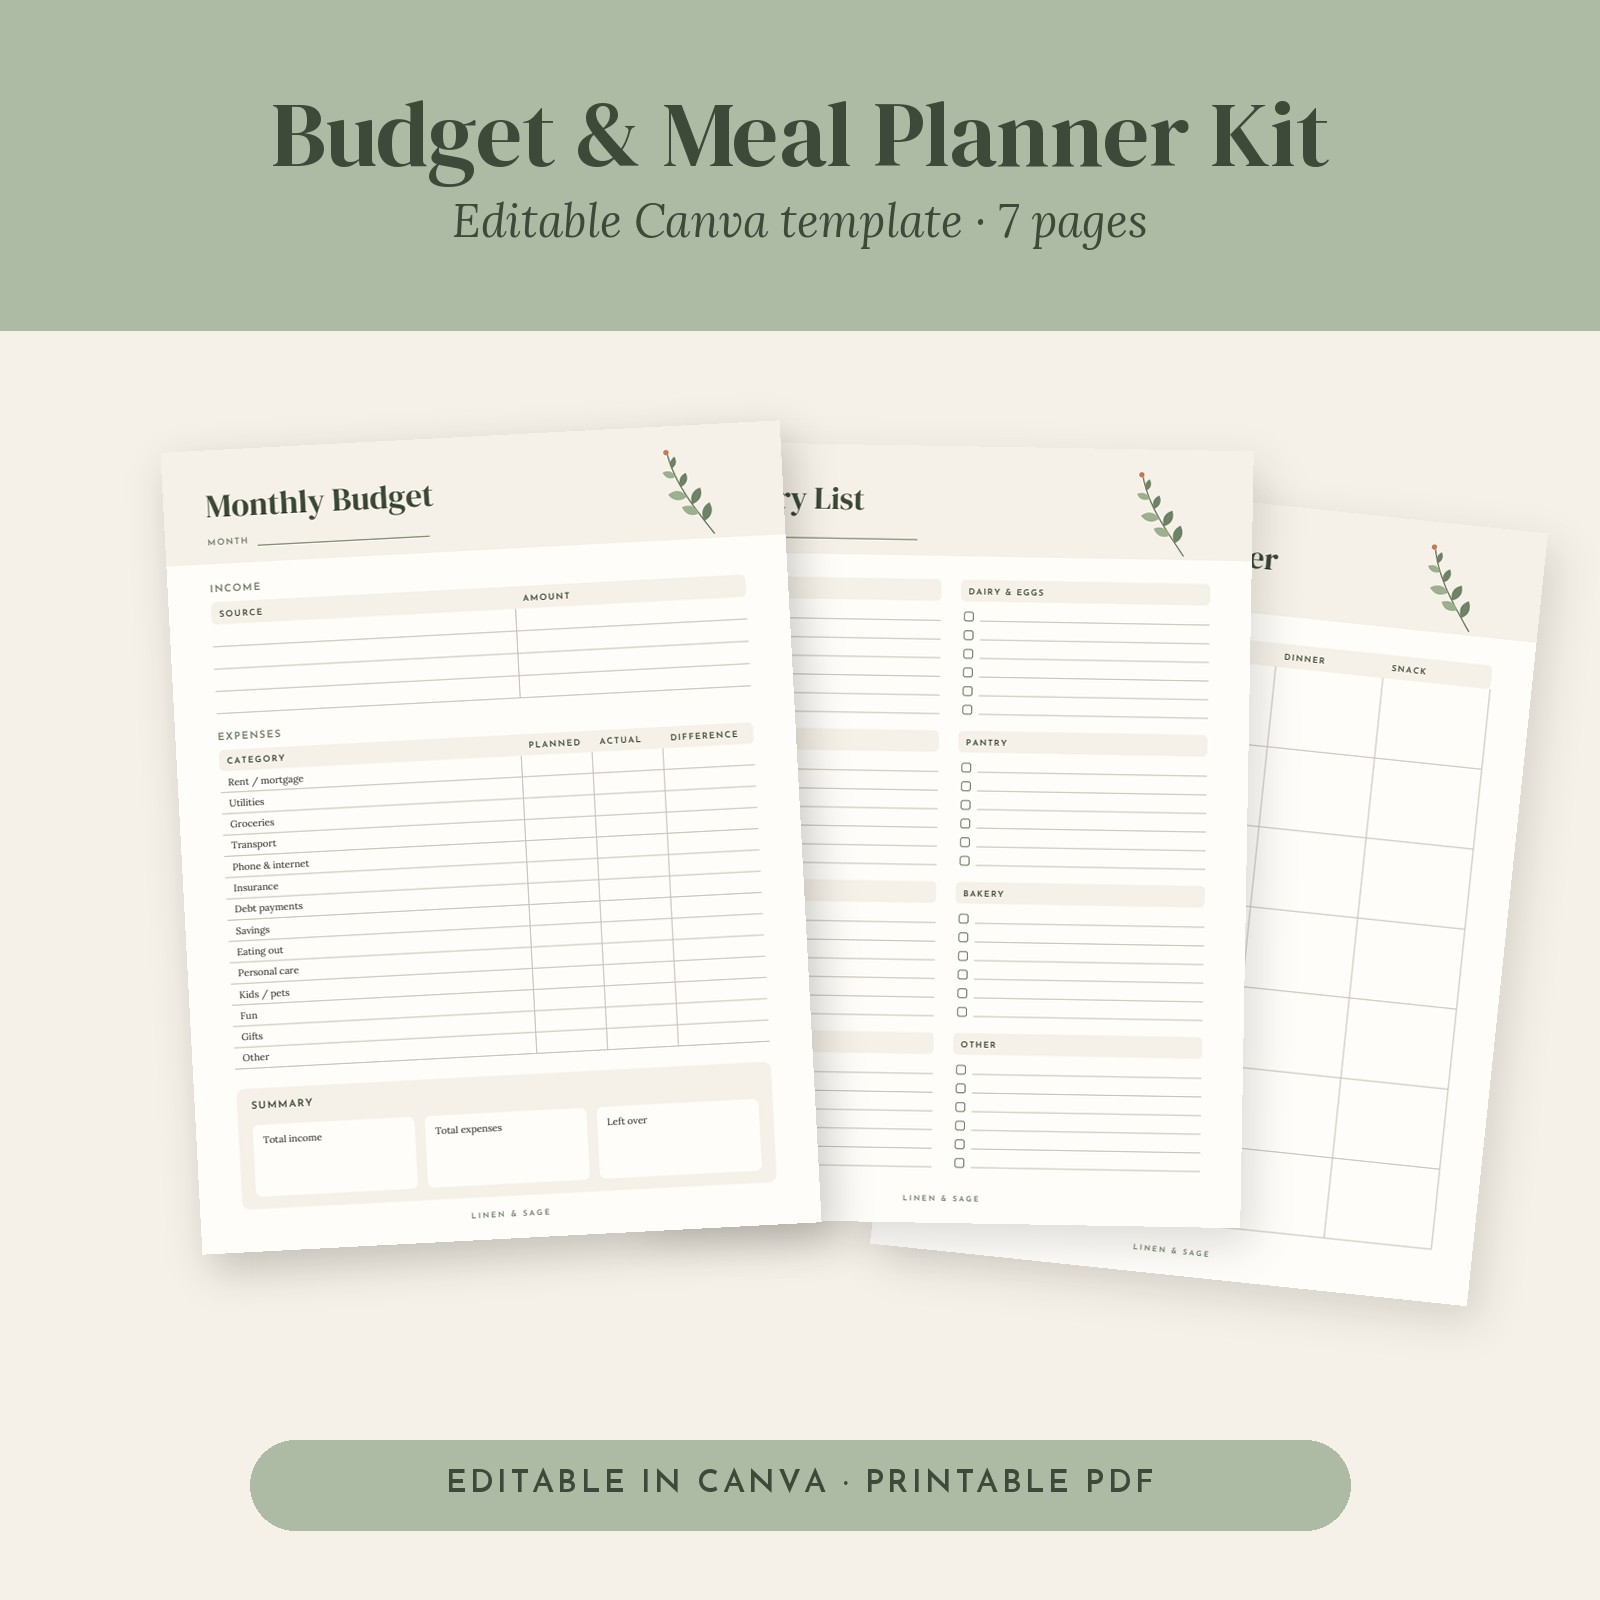 Budget & Meal Planner Kit
Editable Canva template · 7 pages
Monthly Budget
MONTH
INCOME
SOURCE AMOUNT
EXPENSES
CATEGORY PLANNED ACTUAL DIFFERENCE
Rent / mortgage
Utilities
Groceries
Transport
Phone & internet
Insurance
Debt payments
Savings
Eating out
Personal care
Kids / pets
Fun
Gifts
Other
SUMMARY
Total income Total expenses Left over
LINEN & SAGE
ry List
DAIRY & EGGS
PANTRY
BAKERY
OTHER
LINEN & SAGE
er
DINNER SNACK
LINEN & SAGE
EDITABLE IN CANVA · PRINTABLE PDF